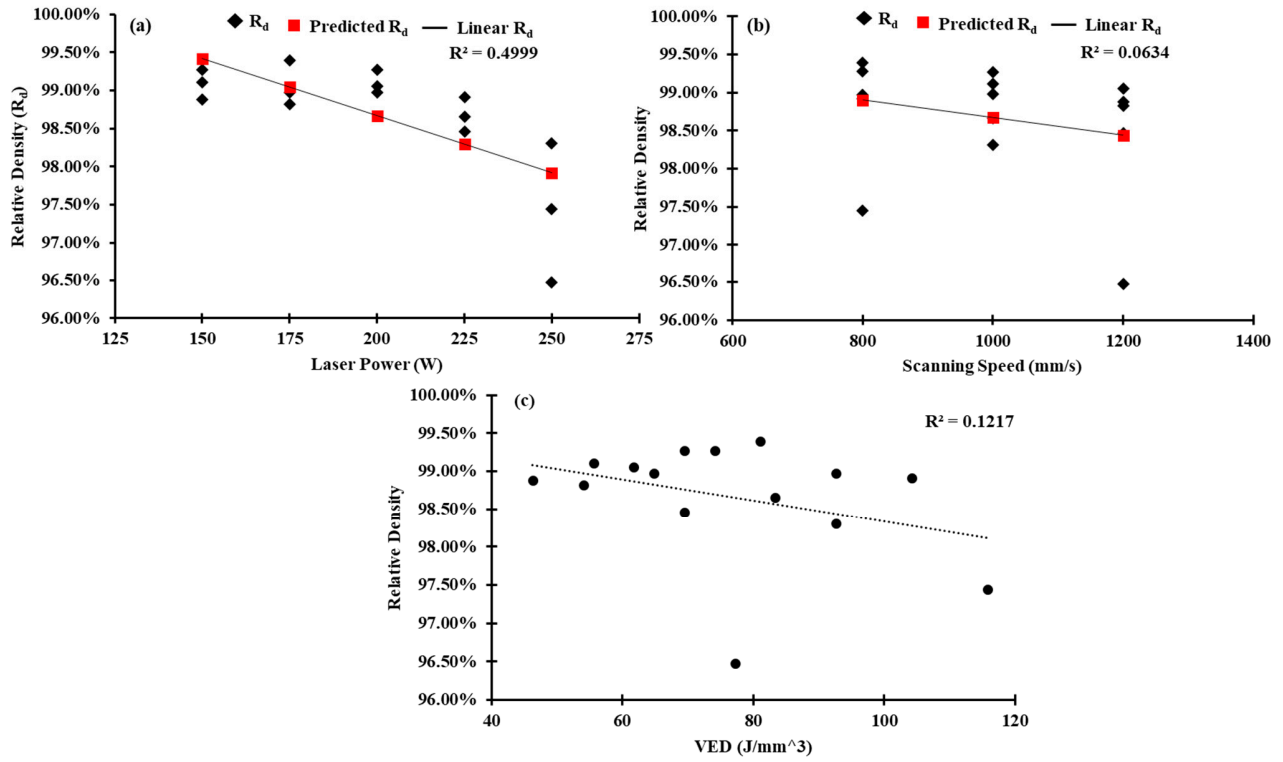 (a)
◆ Rd ■ Predicted Rd — Linear Rd
R² = 0.4999
Relative Density (Rd)
100.00%
99.50%
99.00%
98.50%
98.00%
97.50%
97.00%
96.50%
96.00%
125 150 175 200 225 250 275
Laser Power (W)
(b)
◆ Rd ■ Predicted Rd — Linear Rd
R² = 0.0634
Relative Density
100.00%
99.50%
99.00%
98.50%
98.00%
97.50%
97.00%
96.50%
96.00%
600 800 1000 1200 1400
Scanning Speed (mm/s)
(c)
R² = 0.1217
Relative Density
100.00%
99.50%
99.00%
98.50%
98.00%
97.50%
97.00%
96.50%
96.00%
40 60 80 100 120
VED (J/mm^3)